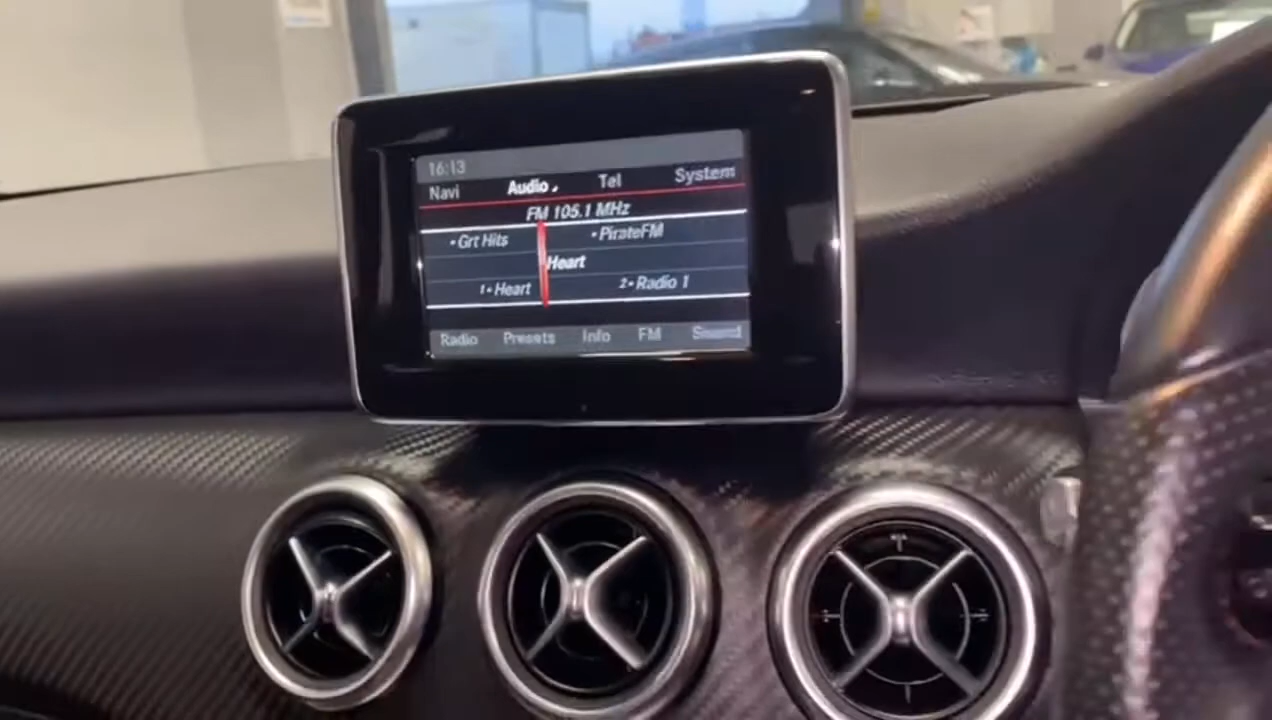 16:13
Navi Audio Tel System
FM 105.1 MHz
•Grt Hits •PirateFM
Heart
1•Heart 2•Radio 1
Radio Presets Info FM Sound